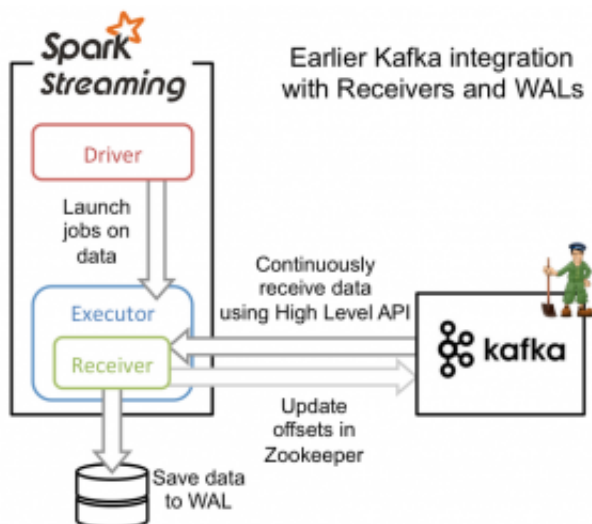 Spark
Streaming
Earlier Kafka integration
with Receivers and WALs
Driver
Launch
jobs on
data
Continuously
receive data
using High Level API
Executor
Receiver
kafka
Update
offsets in
Zookeeper
Save data
to WAL